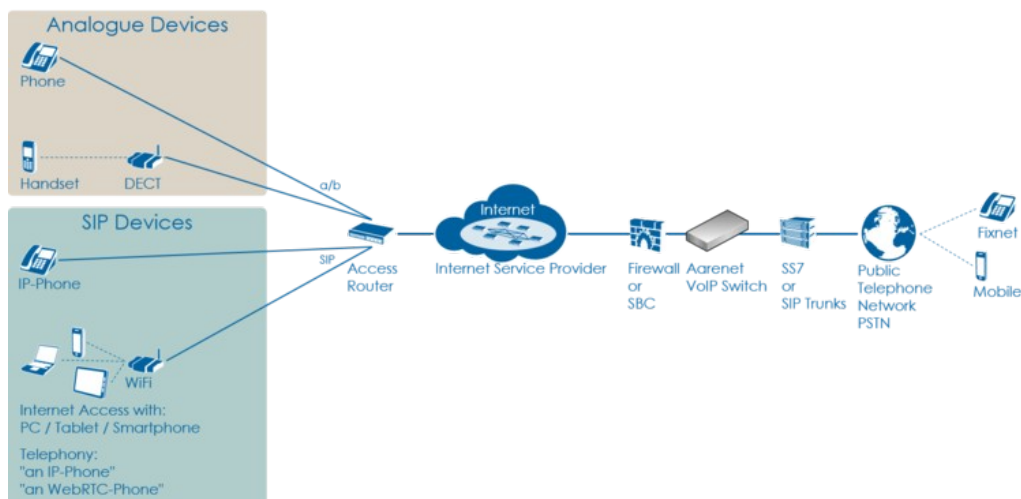 Analogue Devices
Phone
Handset
DECT
a/b
SIP Devices
IP-Phone
SIP
WiFi
Internet Access with:
PC / Tablet / Smartphone
Telephony:
"an IP-Phone"
"an WebRTC-Phone"
Access
Router
Internet
Internet Service Provider
Firewall
or
SBC
Aarenet
VoIP Switch
SS7
or
SIP Trunks
Public
Telephone
Network
PSTN
Fixnet
Mobile